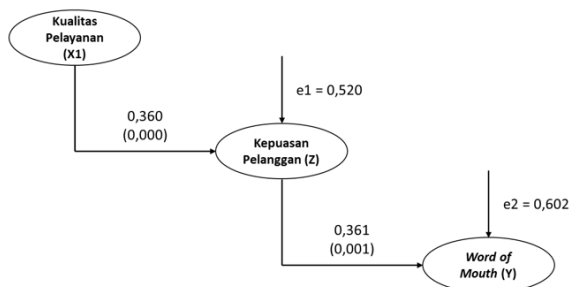 Kualitas
Pelayanan
(X1)
e1 = 0,520
0,360
(0,000)
Kepuasan
Pelanggan (Z)
e2 = 0,602
0,361
(0,001)
Word of
Mouth (Y)